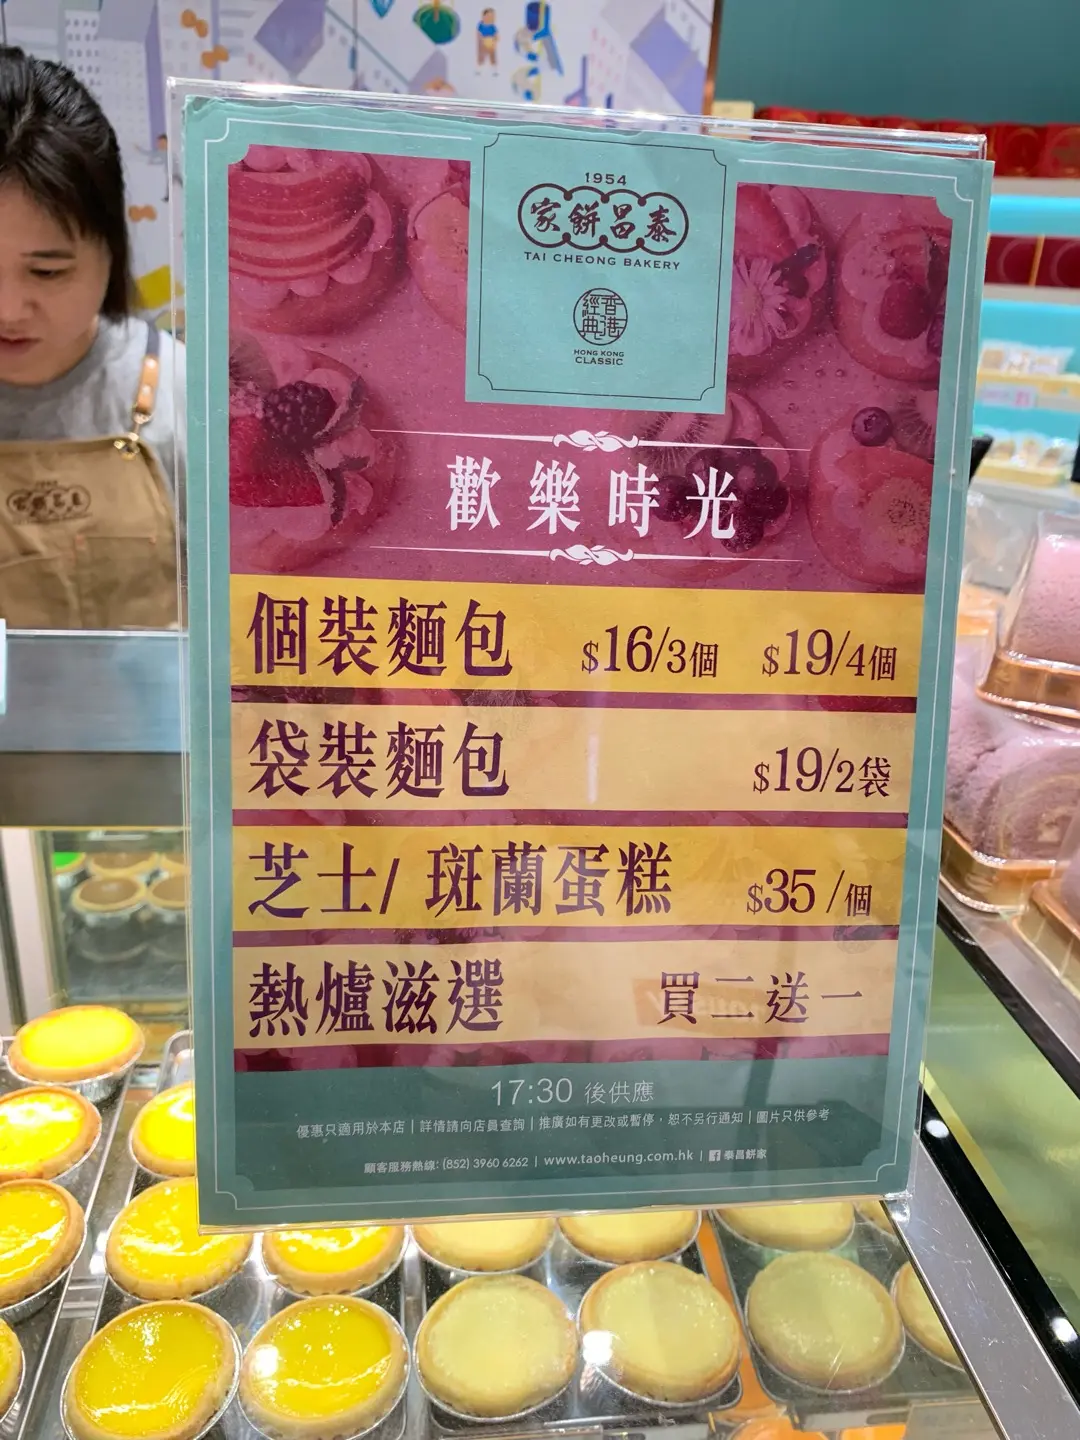 1954
家餅昌泰
TAI CHEONG BAKERY
經香
典港
HONG KONG
CLASSIC
歡樂時光
個裝麵包 $16/3個 $19/4個
袋裝麵包 $19/2袋
芝士/ 斑蘭蛋糕 $35/個
熱爐滋選 買二送一
17:30 後供應
優惠只適用於本店 | 詳情請向店員查詢 | 推廣如有更改或暫停，恕不另行通知 | 圖片只供參考
顧客服務熱線: (852) 3960 6262 | www.taoheung.com.hk | 泰昌餅家
1954
家餅昌泰